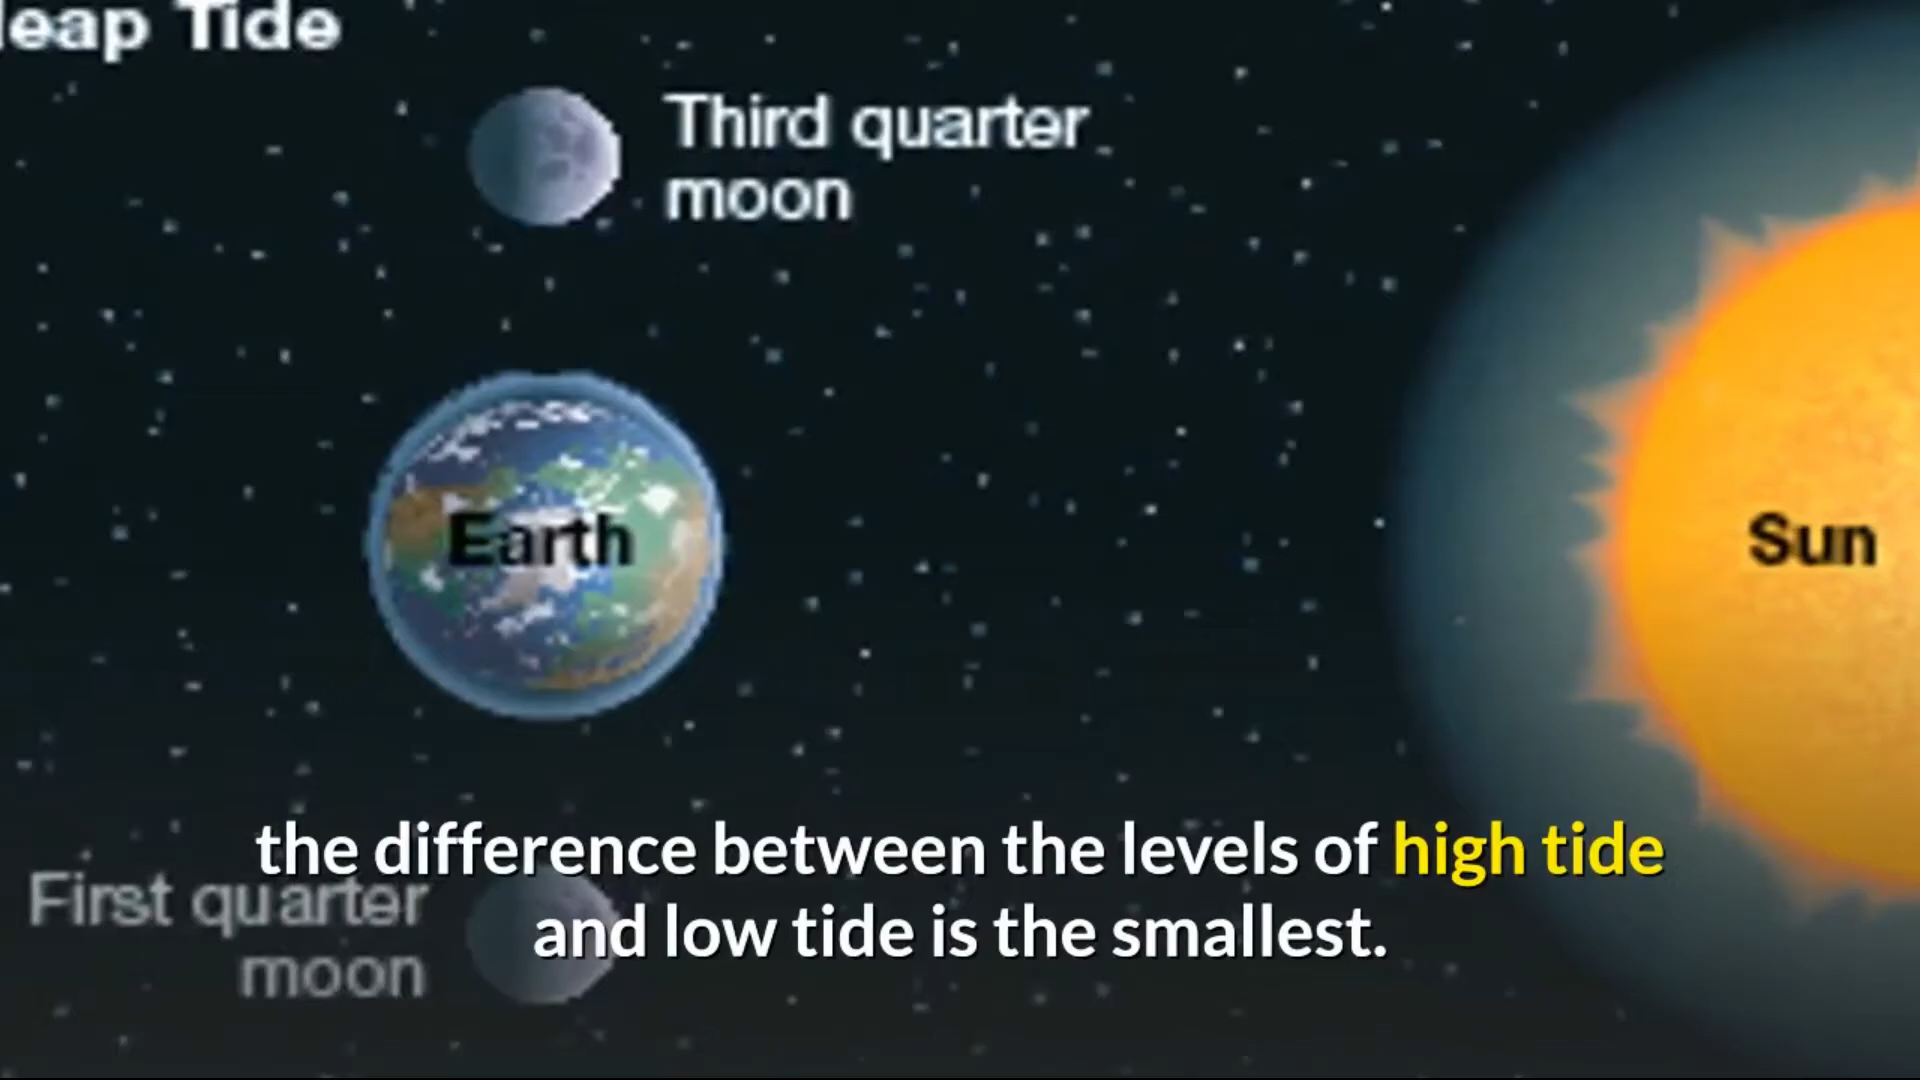 leap Tide
Third quarter
moon
Earth
Sun
the difference between the levels of high tide
and low tide is the smallest.
First quarter
moon